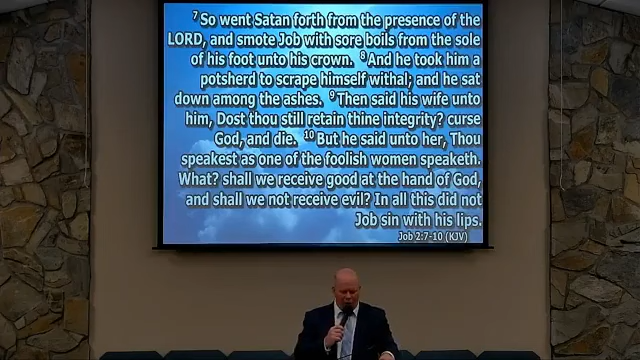 7 So went Satan forth from the presence of the
LORD, and smote Job with sore boils from the sole
of his foot unto his crown. 8 And he took him a
potsherd to scrape himself withal; and he sat
down among the ashes. 9 Then said his wife unto
him, Dost thou still retain thine integrity? curse
God, and die. 10 But he said unto her, Thou
speakest as one of the foolish women speaketh.
What? shall we receive good at the hand of God,
and shall we not receive evil? In all this did not
Job sin with his lips.
Job 2:7-10 (KJV)